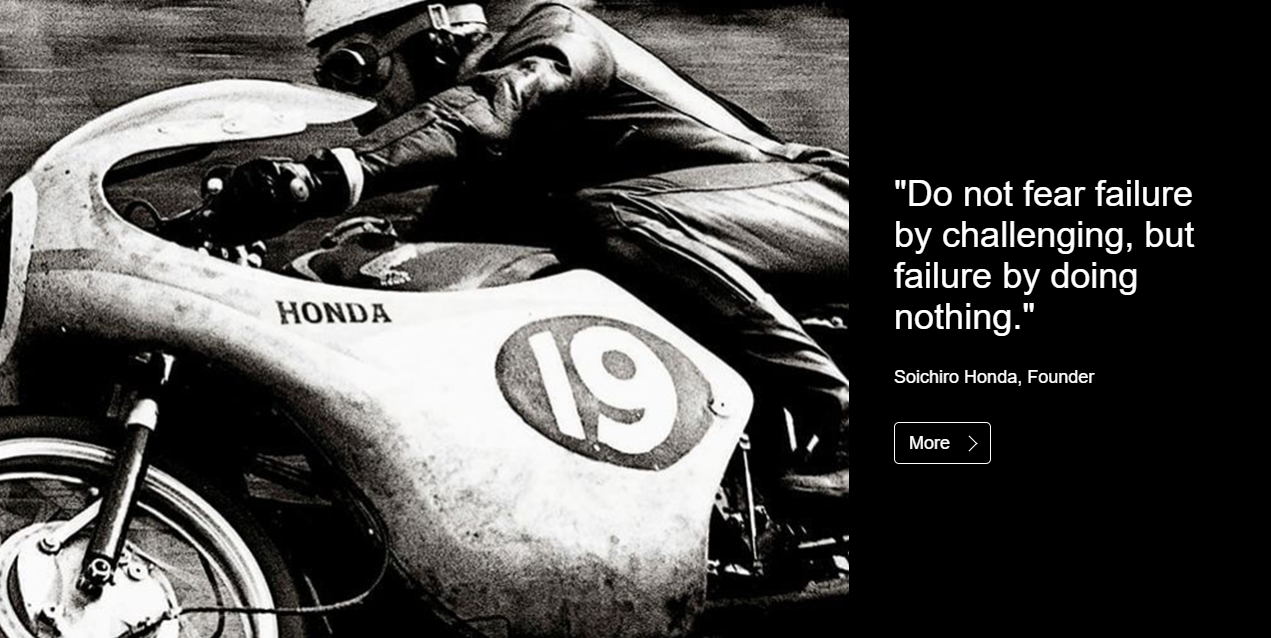 HONDA
19
"Do not fear failure
by challenging, but
failure by doing
nothing."
Soichiro Honda, Founder
More